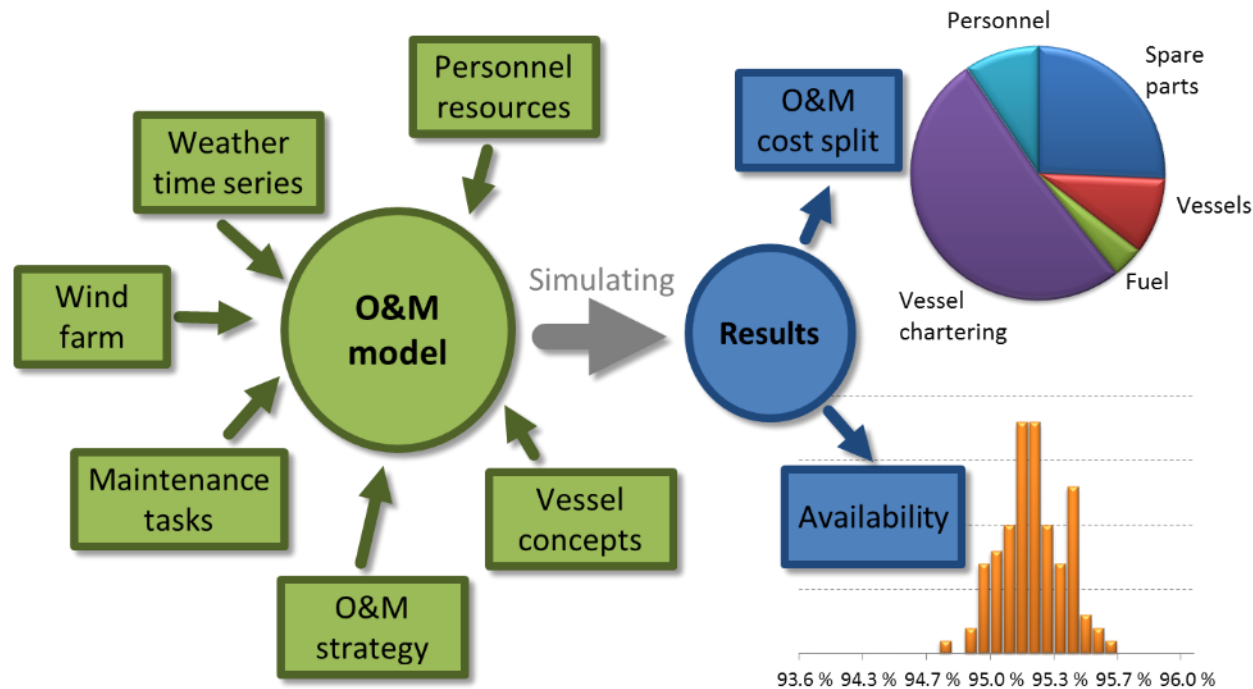 Personnel
resources
Weather
time series
Wind
farm
Maintenance
tasks
O&M
strategy
Vessel
concepts
O&M
model
Simulating
Results
O&M
cost split
Personnel
Spare
parts
Vessels
Fuel
Vessel
chartering
Availability
93.6 % 94.3 % 94.7 % 95.0 % 95.3 % 95.7 % 96.0 %